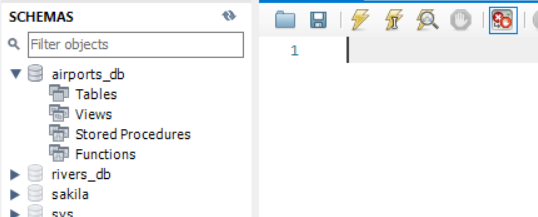 SCHEMAS
Filter objects
airports_db
Tables
Views
Stored Procedures
Functions
rivers_db
sakila
sys
1